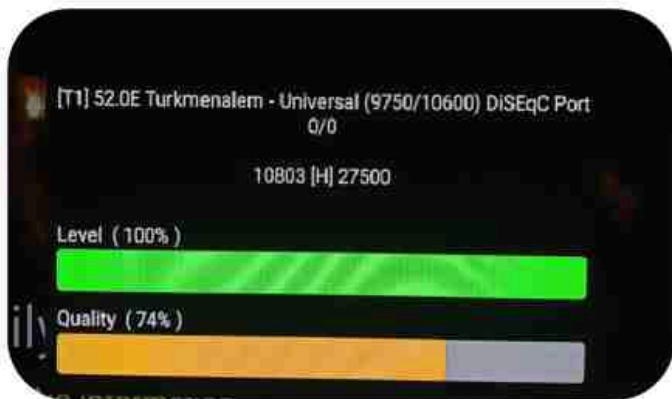 [T1] 52.0E Turkmenalem - Universal (9750/10600) DiSEqC Port
0/0
10803 [H] 27500
Level ( 100% )
Quality ( 74% )